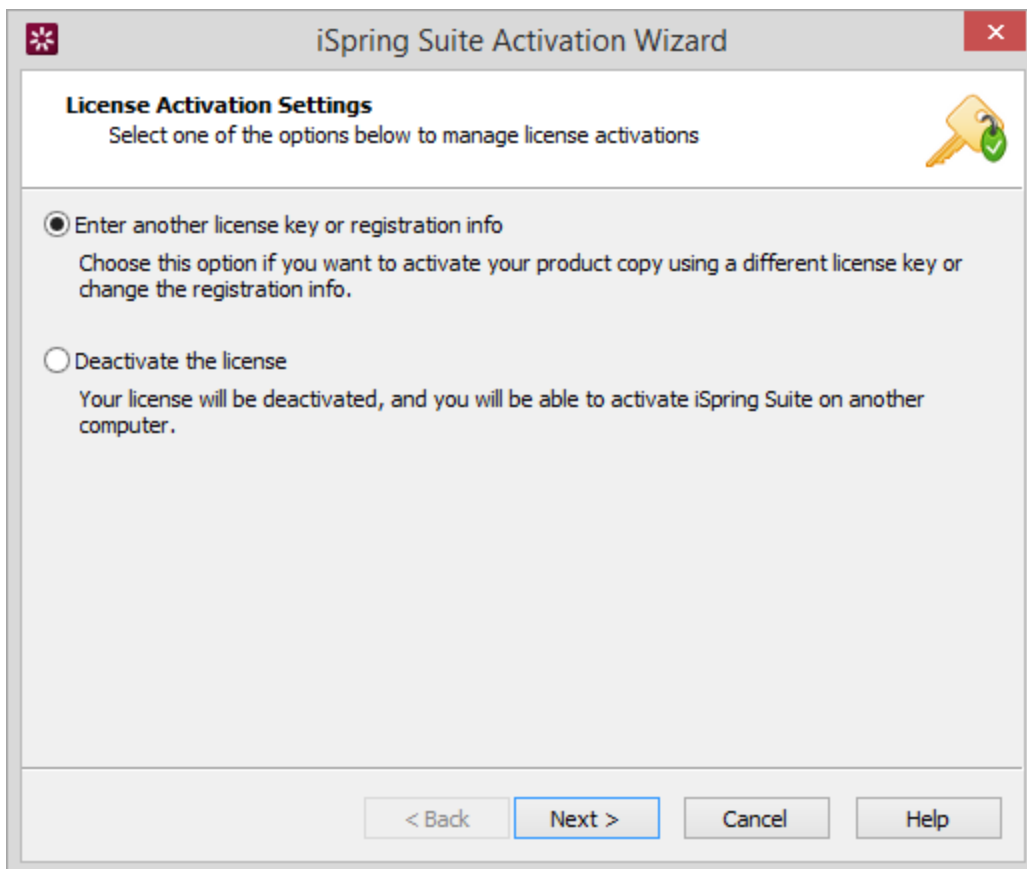 iSpring Suite Activation Wizard
License Activation Settings
Select one of the options below to manage license activations
Enter another license key or registration info
Choose this option if you want to activate your product copy using a different license key or
change the registration info.
Deactivate the license
Your license will be deactivated, and you will be able to activate iSpring Suite on another
computer.
< Back Next > Cancel Help